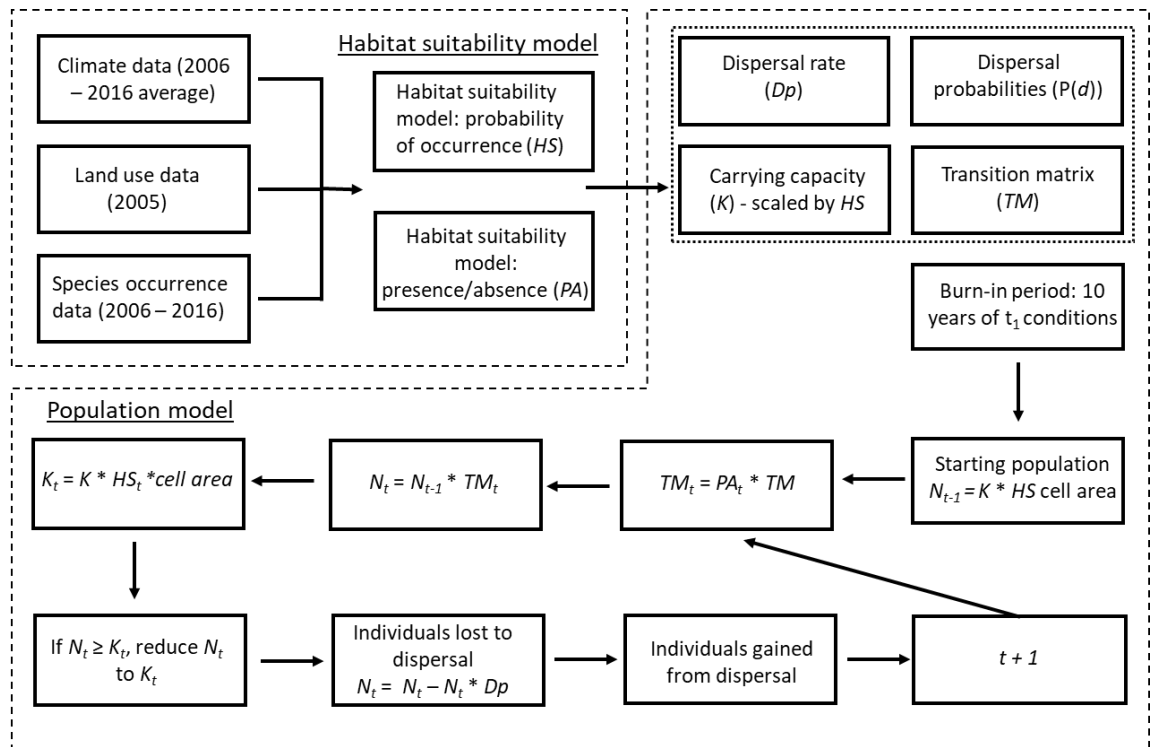 Habitat suitability model
Climate data (2006
– 2016 average)
Land use data
(2005)
Species occurrence
data (2006 – 2016)
Habitat suitability
model: probability
of occurrence (HS)
Habitat suitability
model:
presence/absence (PA)
Dispersal rate
(Dp)
Dispersal
probabilities (P(d))
Carrying capacity
(K) - scaled by HS
Transition matrix
(TM)
Burn-in period: 10
years of t₁ conditions
Population model
Starting population
Nₜ₋₁ = K * HS cell area
TMₜ = PAₜ * TM
Nₜ = Nₜ₋₁ * TMₜ
Kₜ = K * HSₜ *cell area
If Nₜ ≥ Kₜ, reduce Nₜ
to Kₜ
Individuals lost to
dispersal
Nₜ = Nₜ – Nₜ * Dp
Individuals gained
from dispersal
t + 1